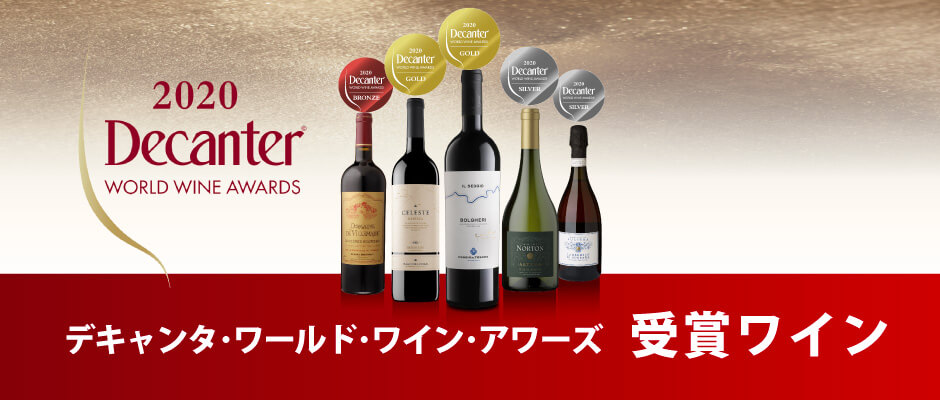 2020
Decanter©
WORLD WINE AWARDS
2020
Decanter
WORLD WINE AWARDS
BRONZE
2020
Decanter
WORLD WINE AWARDS
GOLD
2020
Decanter
WORLD WINE AWARDS
GOLD
2020
Decanter
WORLD WINE AWARDS
SILVER
2020
Decanter
WORLD WINE AWARDS
SILVER
CELESTE
IL SEGGIO
BOLGHERI
NORTON
デキャンタ・ワールド・ワイン・アワーズ 受賞ワイン